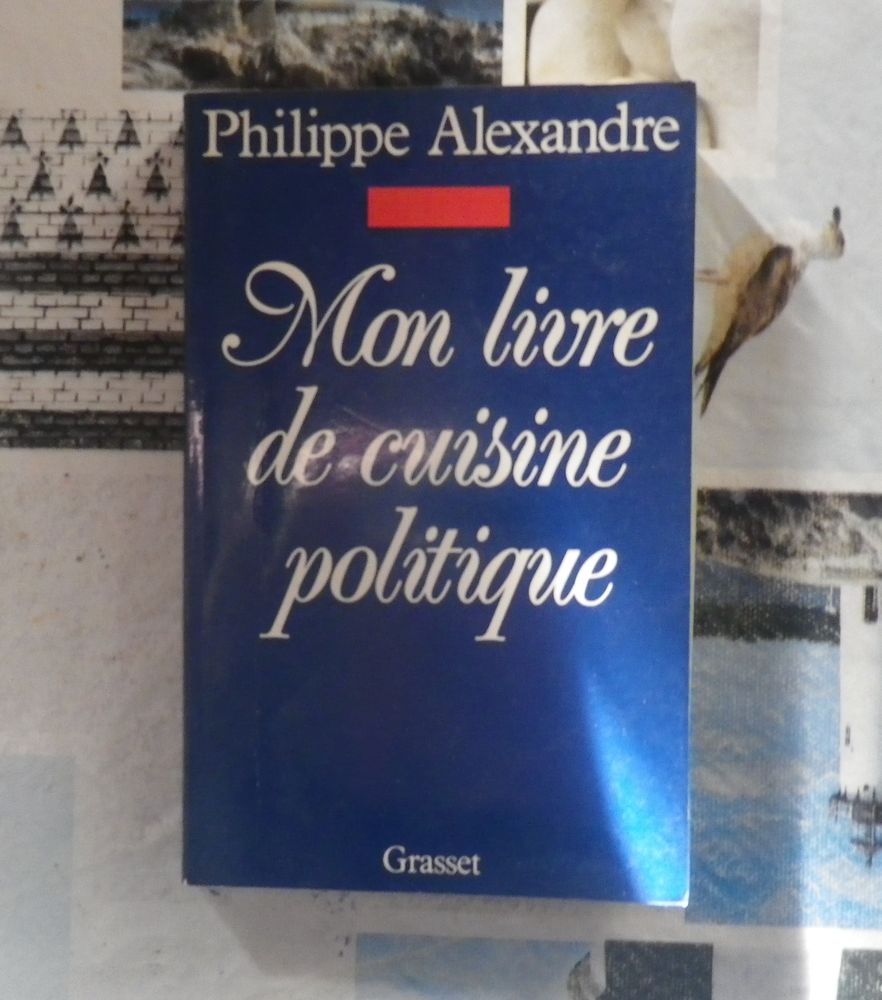 Philippe Alexandre
Mon livre
de cuisine
politique
Grasset